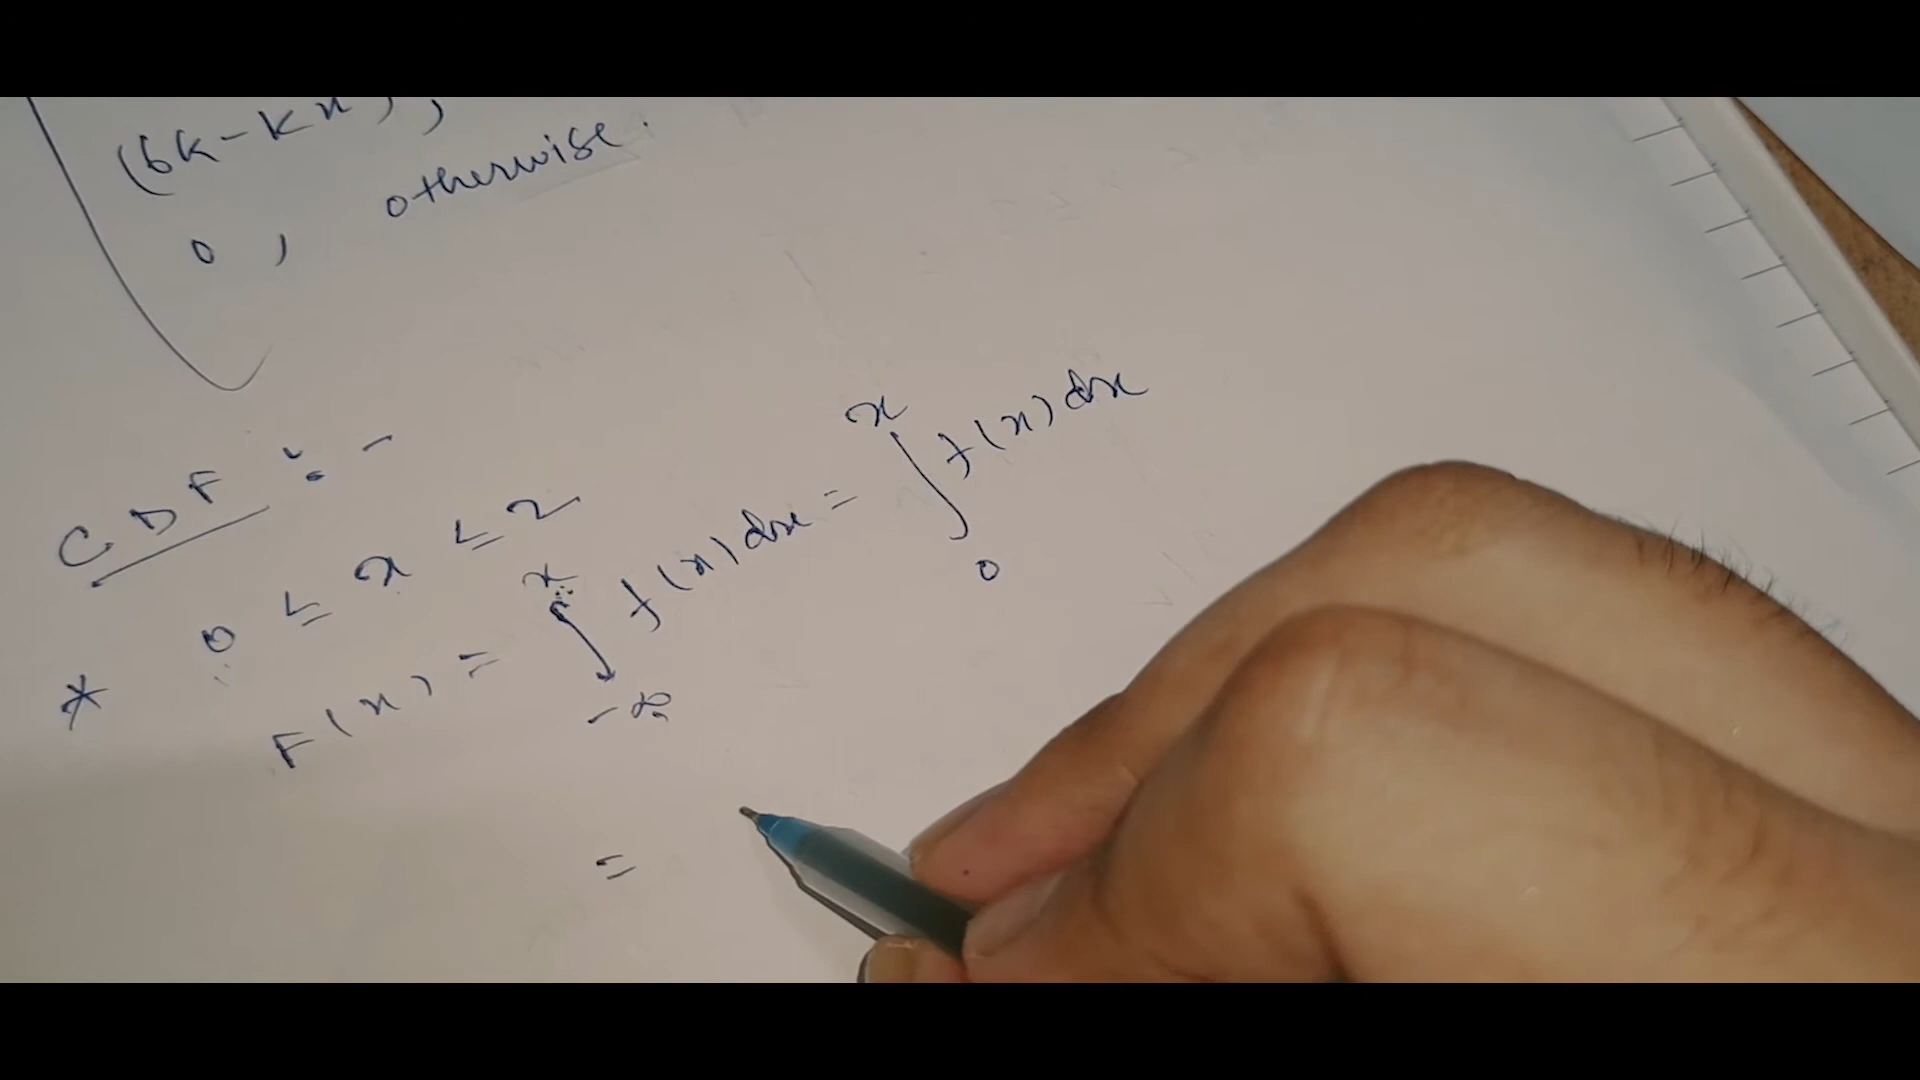 (6k-kx),
0, otherwise.
CDF :-
* 0 ≤ x ≤ 2
F(x) = ∫_{-∞}^{x} f(x) dx = ∫_{0}^{x} f(x) dx
=